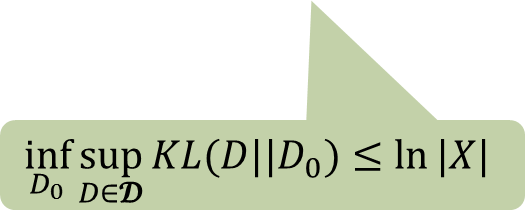 inf sup KL(D||D₀) ≤ ln |X|
D₀ D∈𝓓